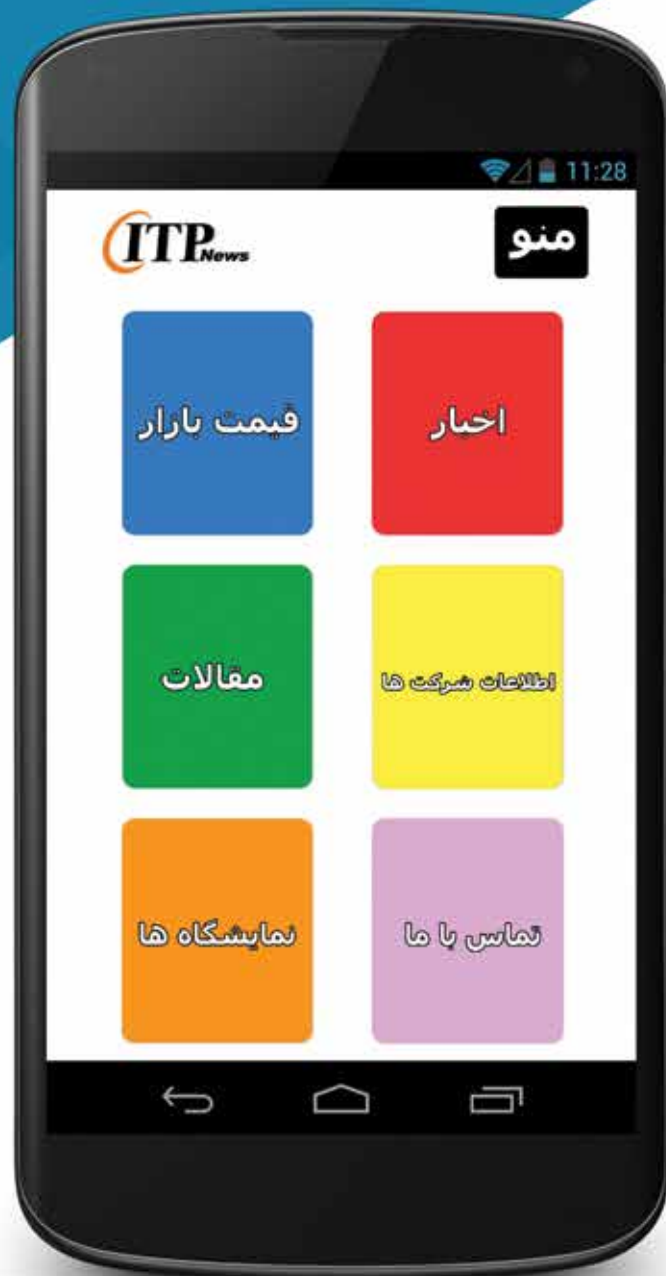 11:28
منو
ITP News
اخبار
قیمت بازار
اطلاعات شرکت ها
مقالات
تماس با ما
نمایشگاه ها